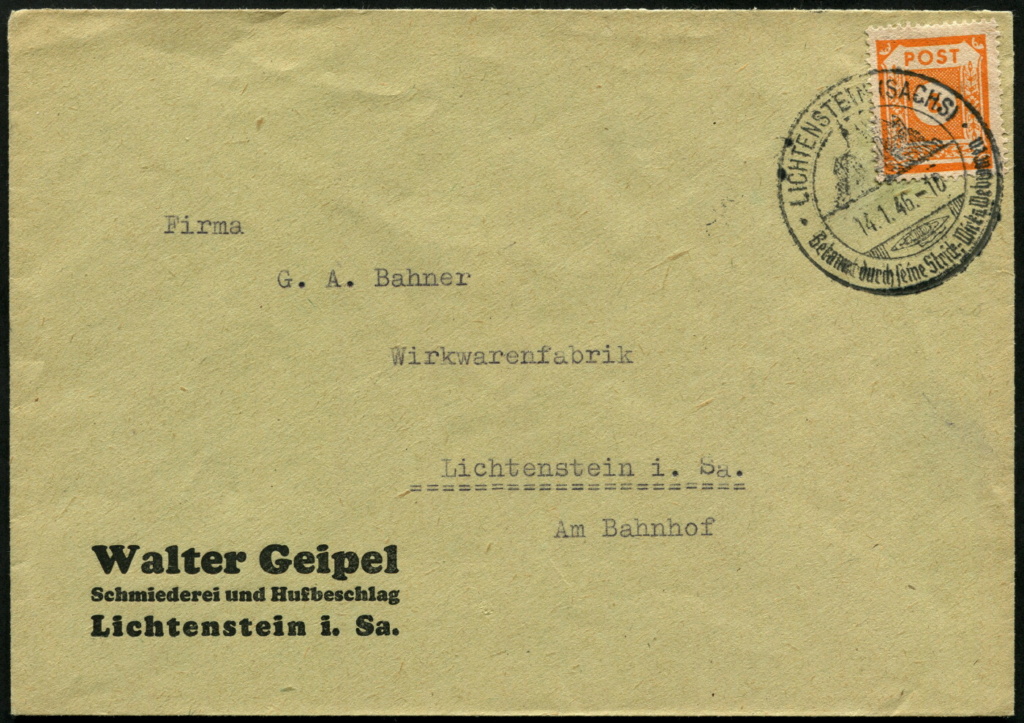 POST
LICHTENSTEIN (SACHS)
14.1.46.-18
Bekannt durch seine Strick-, Wirk u. Webwaren
Firma
G. A. Bahner
Wirkwarenfabrik
Lichtenstein i. Sa.
Am Bahnhof
Walter Geipel
Schmiederei und Hufbeschlag
Lichtenstein i. Sa.